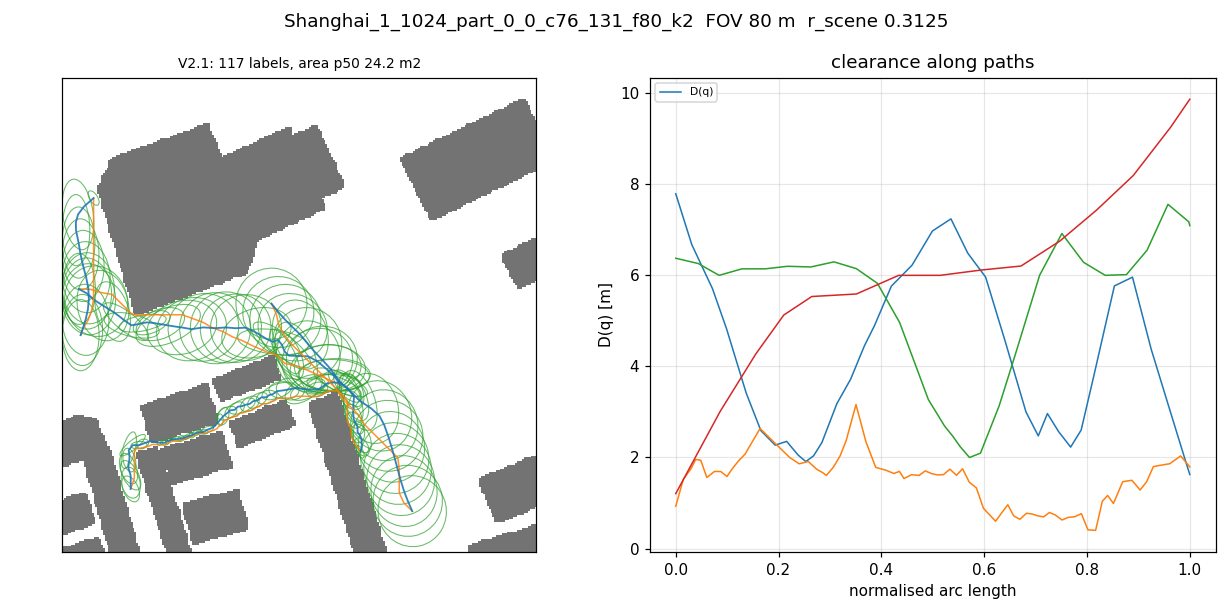 Shanghai_1_1024_part_0_0_c76_131_f80_k2  FOV 80 m  r_scene 0.3125
V2.1: 117 labels, area p50 24.2 m2
clearance along paths
D(q)
10
8
6
4
2
0
D(q) [m]
0.0 0.2 0.4 0.6 0.8 1.0
normalised arc length